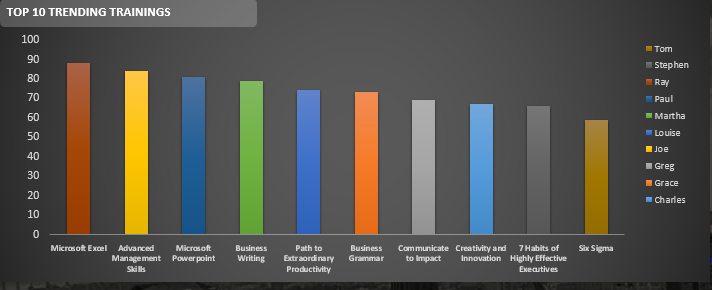 TOP 10 TRENDING TRAININGS
100
90
80
70
60
50
40
30
20
10
0
Microsoft Excel
Advanced
Management
Skills
Microsoft
Powerpoint
Business
Writing
Path to
Extraordinary
Productivity
Business
Grammar
Communicate
to Impact
Creativity and
Innovation
7 Habits of
Highly Effective
Executives
Six Sigma
Tom
Stephen
Ray
Paul
Martha
Louise
Joe
Greg
Grace
Charles